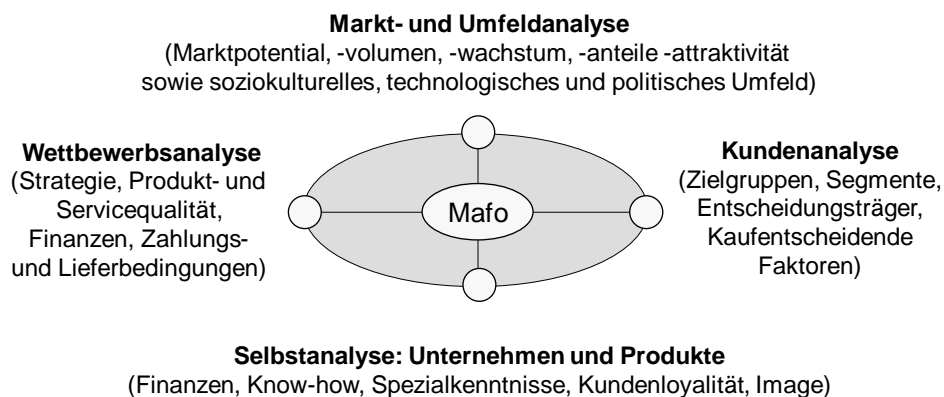 Markt- und Umfeldanalyse
(Marktpotential, -volumen, -wachstum, -anteile -attraktivität
sowie soziokulturelles, technologisches und politisches Umfeld)
Wettbewerbsanalyse
(Strategie, Produkt- und
Servicequalität,
Finanzen, Zahlungs-
und Lieferbedingungen)
Mafo
Kundenanalyse
(Zielgruppen, Segmente,
Entscheidungsträger,
Kaufentscheidende
Faktoren)
Selbstanalyse: Unternehmen und Produkte
(Finanzen, Know-how, Spezialkenntnisse, Kundenloyalität, Image)